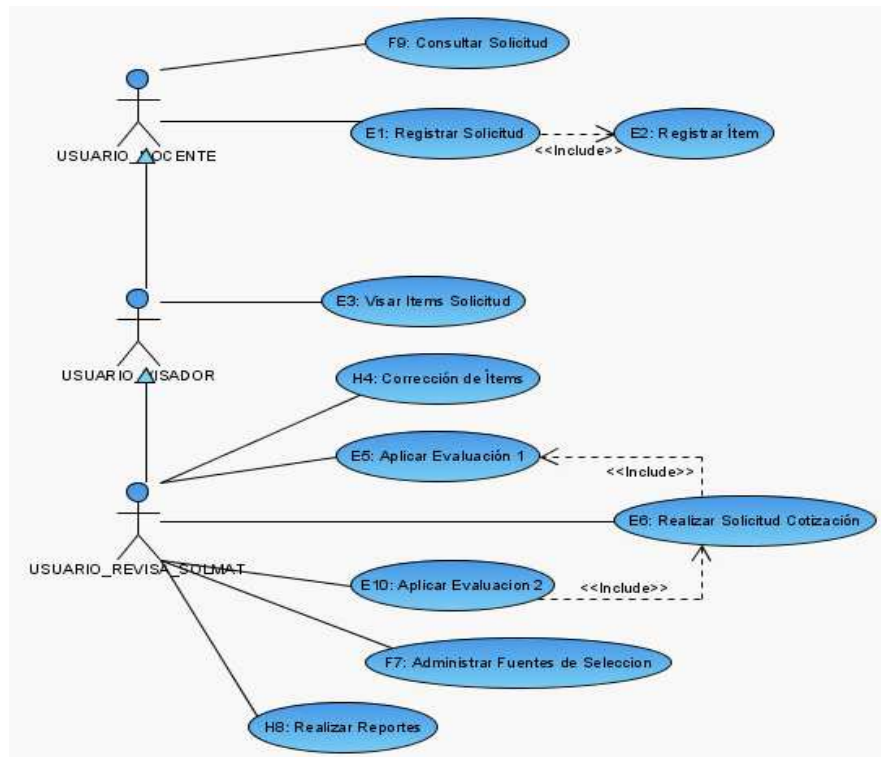 F9: Consultar Solicitud
E1: Registrar Solicitud
E2: Registrar Ítem
<<Include>>
USUARIO_DOCENTE
E3: Visar Items Solicitud
USUARIO_VISADOR
H4: Corrección de Ítems
E5: Aplicar Evaluación 1
<<Include>>
E6: Realizar Solicitud Cotización
USUARIO_REVISA_SOLMAT
E10: Aplicar Evaluacion 2
<<Include>>
F7: Administrar Fuentes de Seleccion
H8: Realizar Reportes